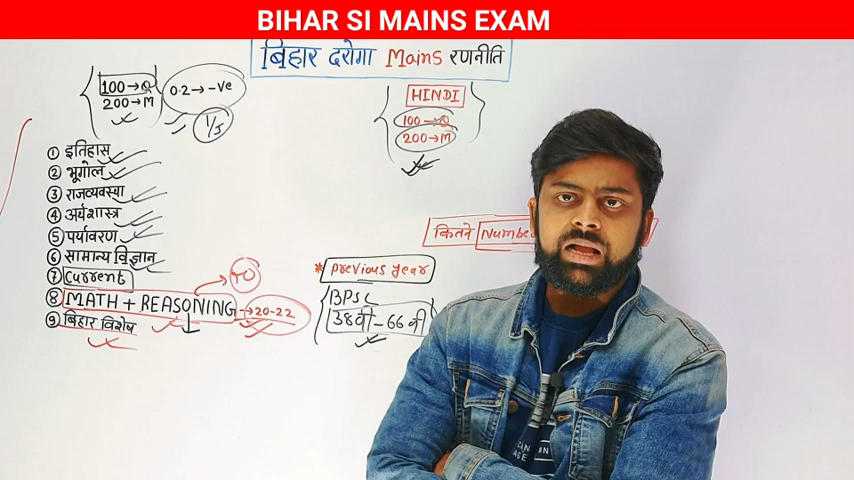 BIHAR SI MAINS EXAM
बिहार दरोगा Mains रणनीति
100→Q
200→M
0.2→-ve
HINDI
100→Q
200→M
① इतिहास
② भूगोल
③ राजव्यवस्था
④ अर्थशास्त्र
⑤ पर्यावरण
⑥ सामान्य विज्ञान
⑦ Current
⑧ MATH + REASONING →20-22
⑨ बिहार विशेष
कितने Numbe
* Previous year
BPSC
38वी – 66वी